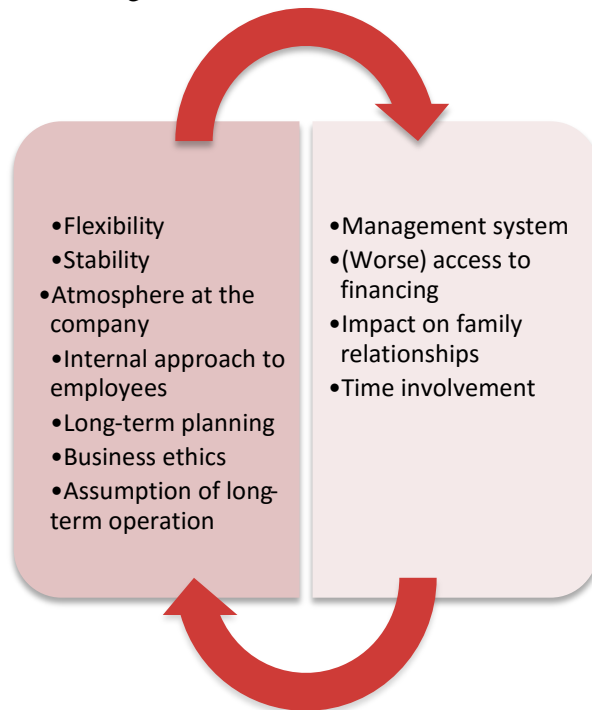 •Flexibility
•Stability
•Atmosphere at the
company
•Internal approach to
employees
•Long-term planning
•Business ethics
•Assumption of long-
term operation
•Management system
•(Worse) access to
financing
•Impact on family
relationships
•Time involvement